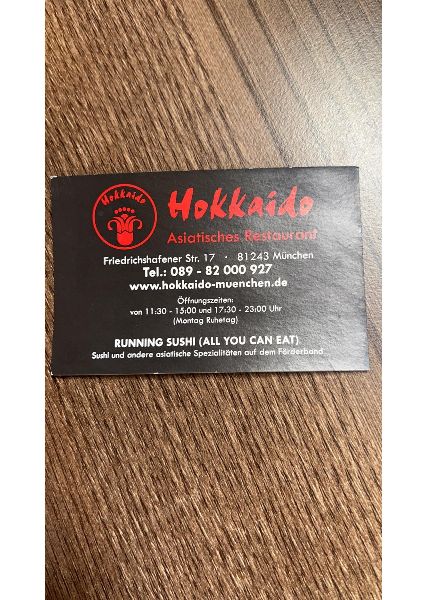 Hokkaido
Hokkaido
Asiatisches Restaurant
Friedrichshafener Str. 17 · 81243 München
Tel.: 089 - 82 000 927
www.hokkaido-muenchen.de
Öffnungszeiten:
von 11:30 - 15:00 und 17:30 - 23:00 Uhr
(Montag Ruhetag)
RUNNING SUSHI (ALL YOU CAN EAT)
Sushi und andere asiatische Spezialitäten auf dem Förderband